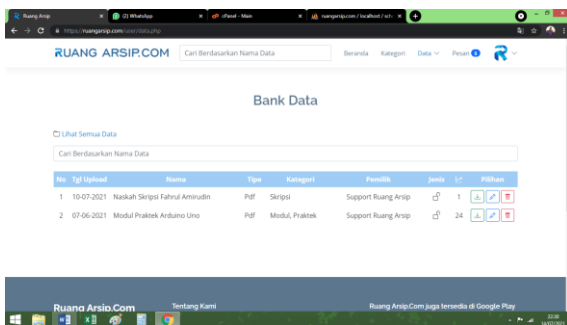 Ruang Arsip
(2) WhatsApp
cPanel - Main
ruangarsip.com / localhost / sch
https://ruangarsip.com/user/data.php
RUANG ARSIP.COM
Cari Berdasarkan Nama Data
Beranda Kategori Data Pesan
Bank Data
Lihat Semua Data
Cari Berdasarkan Nama Data
No Tgl Upload Nama Tipe Kategori Pemilik Jenis Pilihan
1 10-07-2021 Naskah Skripsi Fahrul Amirudin Pdf Skripsi Support Ruang Arsip 1
2 07-06-2021 Modul Praktek Arduino Uno Pdf Modul, Praktek Support Ruang Arsip 24
Ruang Arsip.Com Tentang Kami Ruang Arsip.Com juga tersedia di Google Play